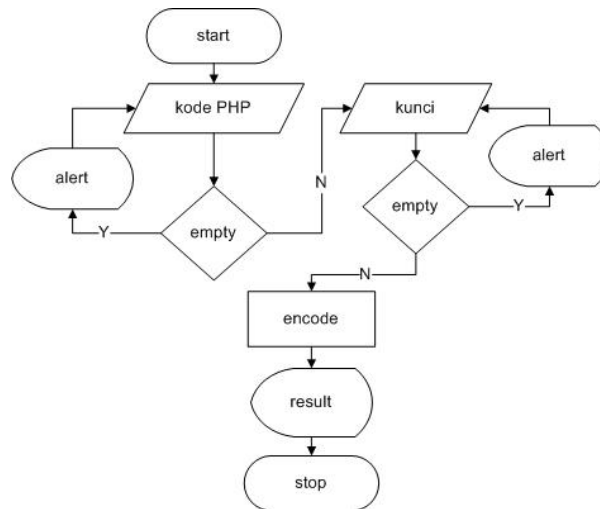 start
kode PHP
alert
empty
Y
N
kunci
alert
empty
Y
N
encode
result
stop